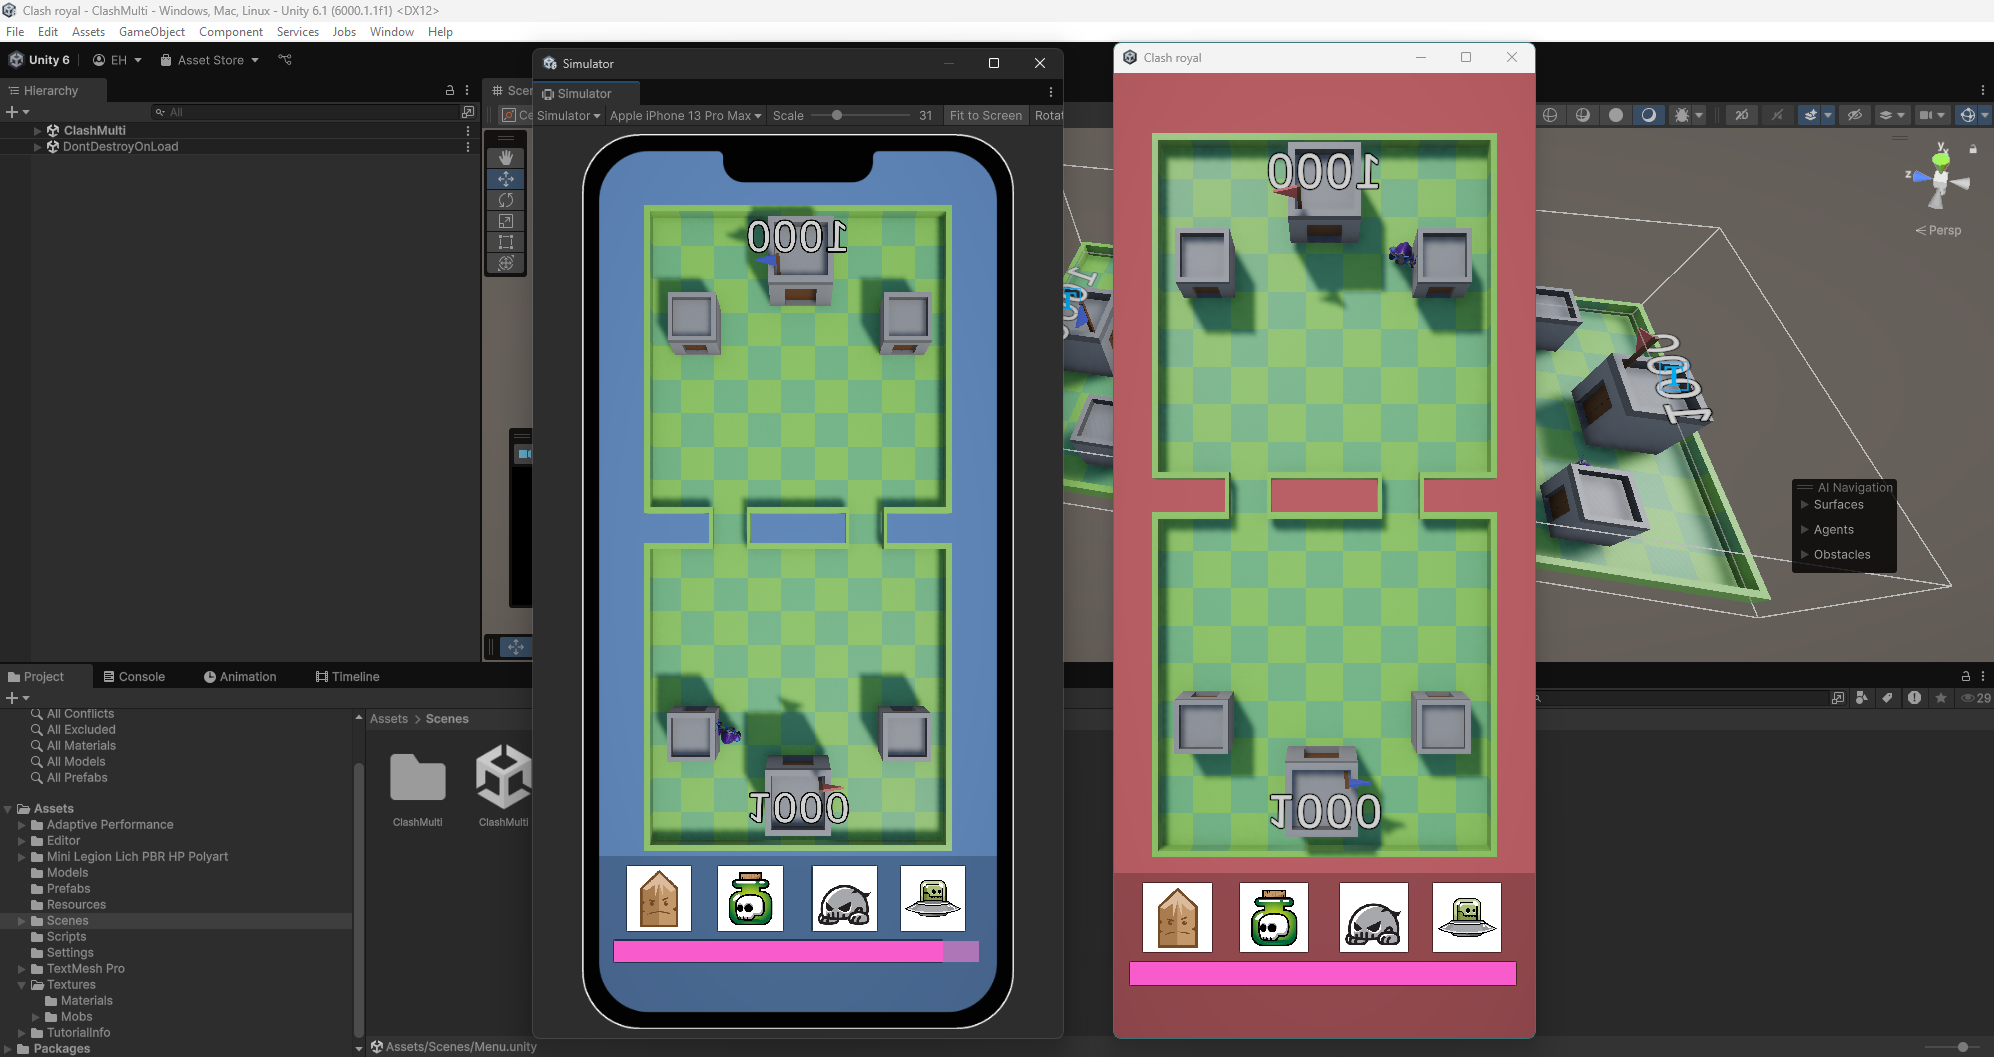 Clash royal - ClashMulti - Windows, Mac, Linux - Unity 6.1 (6000.1.1f1) <DX12>
File Edit Assets GameObject Component Services Jobs Window Help
Unity 6 EH Asset Store
Hierarchy
All
ClashMulti
DontDestroyOnLoad
Simulator
Simulator
Simulator Apple iPhone 13 Pro Max Scale 31 Fit to Screen Rotat
1000
1000
Clash royal
1000
1000
2D
y
x
z
Persp
1000
1000
AI Navigation
Surfaces
Agents
Obstacles
Project Console Animation Timeline
29
All Conflicts
All Excluded
All Materials
All Models
All Prefabs
Assets
Adaptive Performance
Editor
Mini Legion Lich PBR HP Polyart
Models
Prefabs
Resources
Scenes
Scripts
Settings
TextMesh Pro
Textures
Materials
Mobs
TutorialInfo
Packages
Assets > Scenes
ClashMulti
ClashMulti
Assets/Scenes/Menu.unity